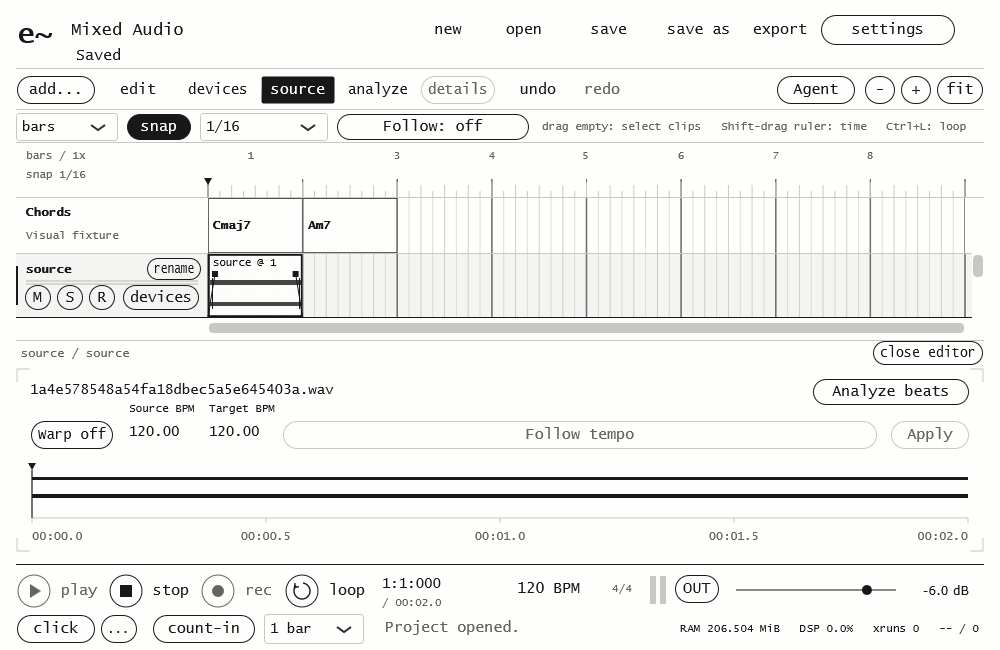 e~ Mixed Audio new open save save as export settings
Saved
add... edit devices source analyze details undo redo Agent - + fit
bars snap 1/16 Follow: off drag empty: select clips Shift-drag ruler: time Ctrl+L: loop
bars / 1x 1 3 4 5 6 7 8
snap 1/16
Chords
Visual fixture Cmaj7 Am7
source rename source @ 1
M S R devices
source / source close editor
1a4e578548a54fa18dbec5a5e645403a.wav Analyze beats
Source BPM Target BPM
Warp off 120.00 120.00 Follow tempo Apply
00:00.0 00:00.5 00:01.0 00:01.5 00:02.0
play stop rec loop 1:1:000 120 BPM 4/4 OUT -6.0 dB
/ 00:02.0
click ... count-in 1 bar Project opened. RAM 206.504 MiB DSP 0.0% xruns 0 -- / 0